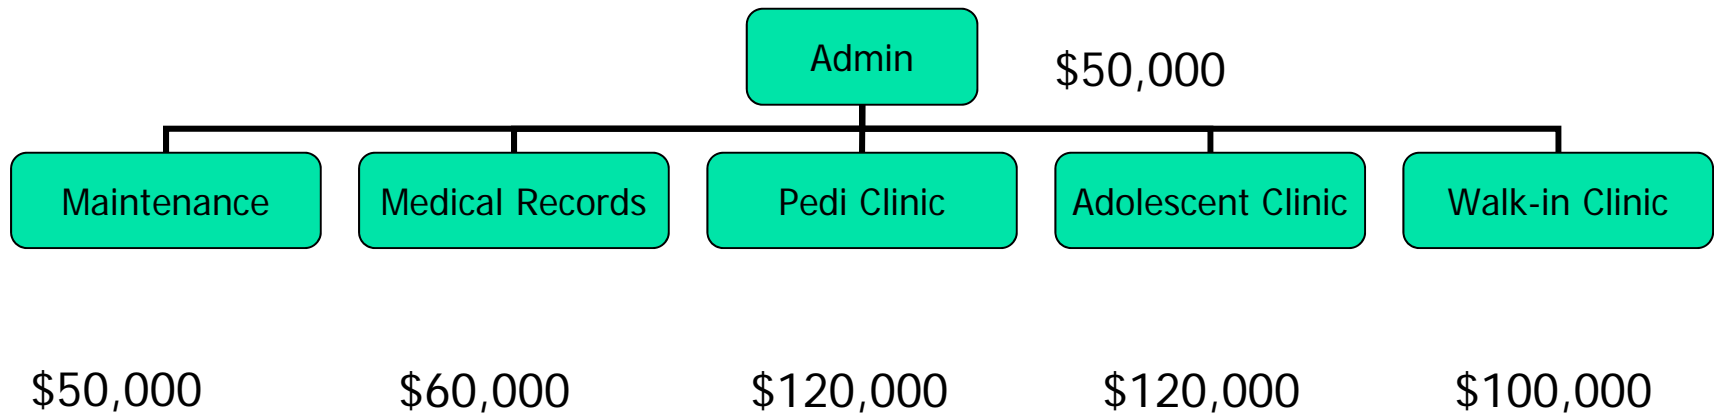 Admin
$50,000
Maintenance
Medical Records
Pedi Clinic
Adolescent Clinic
Walk-in Clinic
$50,000
$60,000
$120,000
$120,000
$100,000